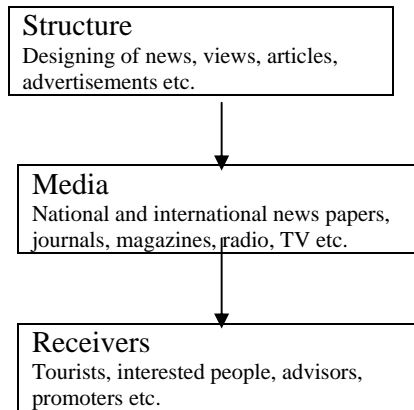 Structure
Designing of news, views, articles,
advertisements etc.
Media
National and international news papers,
journals, magazines, radio, TV etc.
Receivers
Tourists, interested people, advisors,
promoters etc.